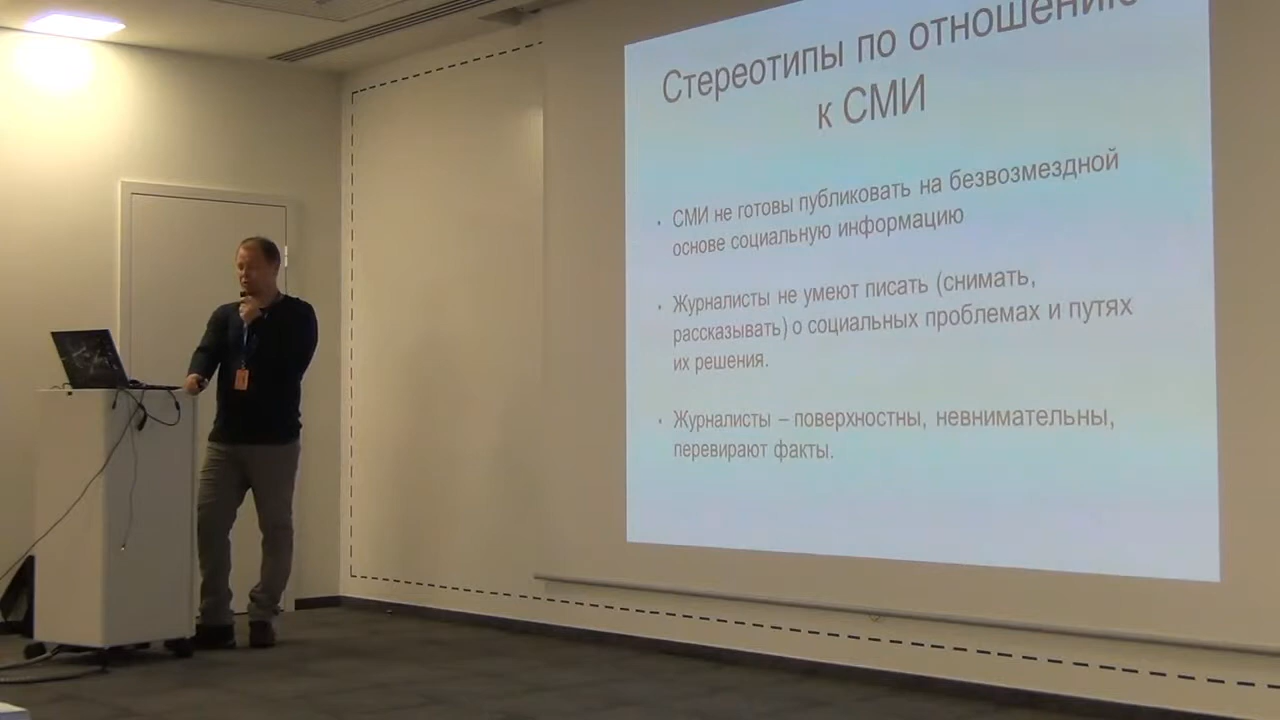 Стереотипы по отношению
к СМИ
СМИ не готовы публиковать на безвозмездной
основе социальную информацию
Журналисты не умеют писать (снимать,
рассказывать) о социальных проблемах и путях
их решения.
Журналисты – поверхностны, невнимательны,
перевирают факты.